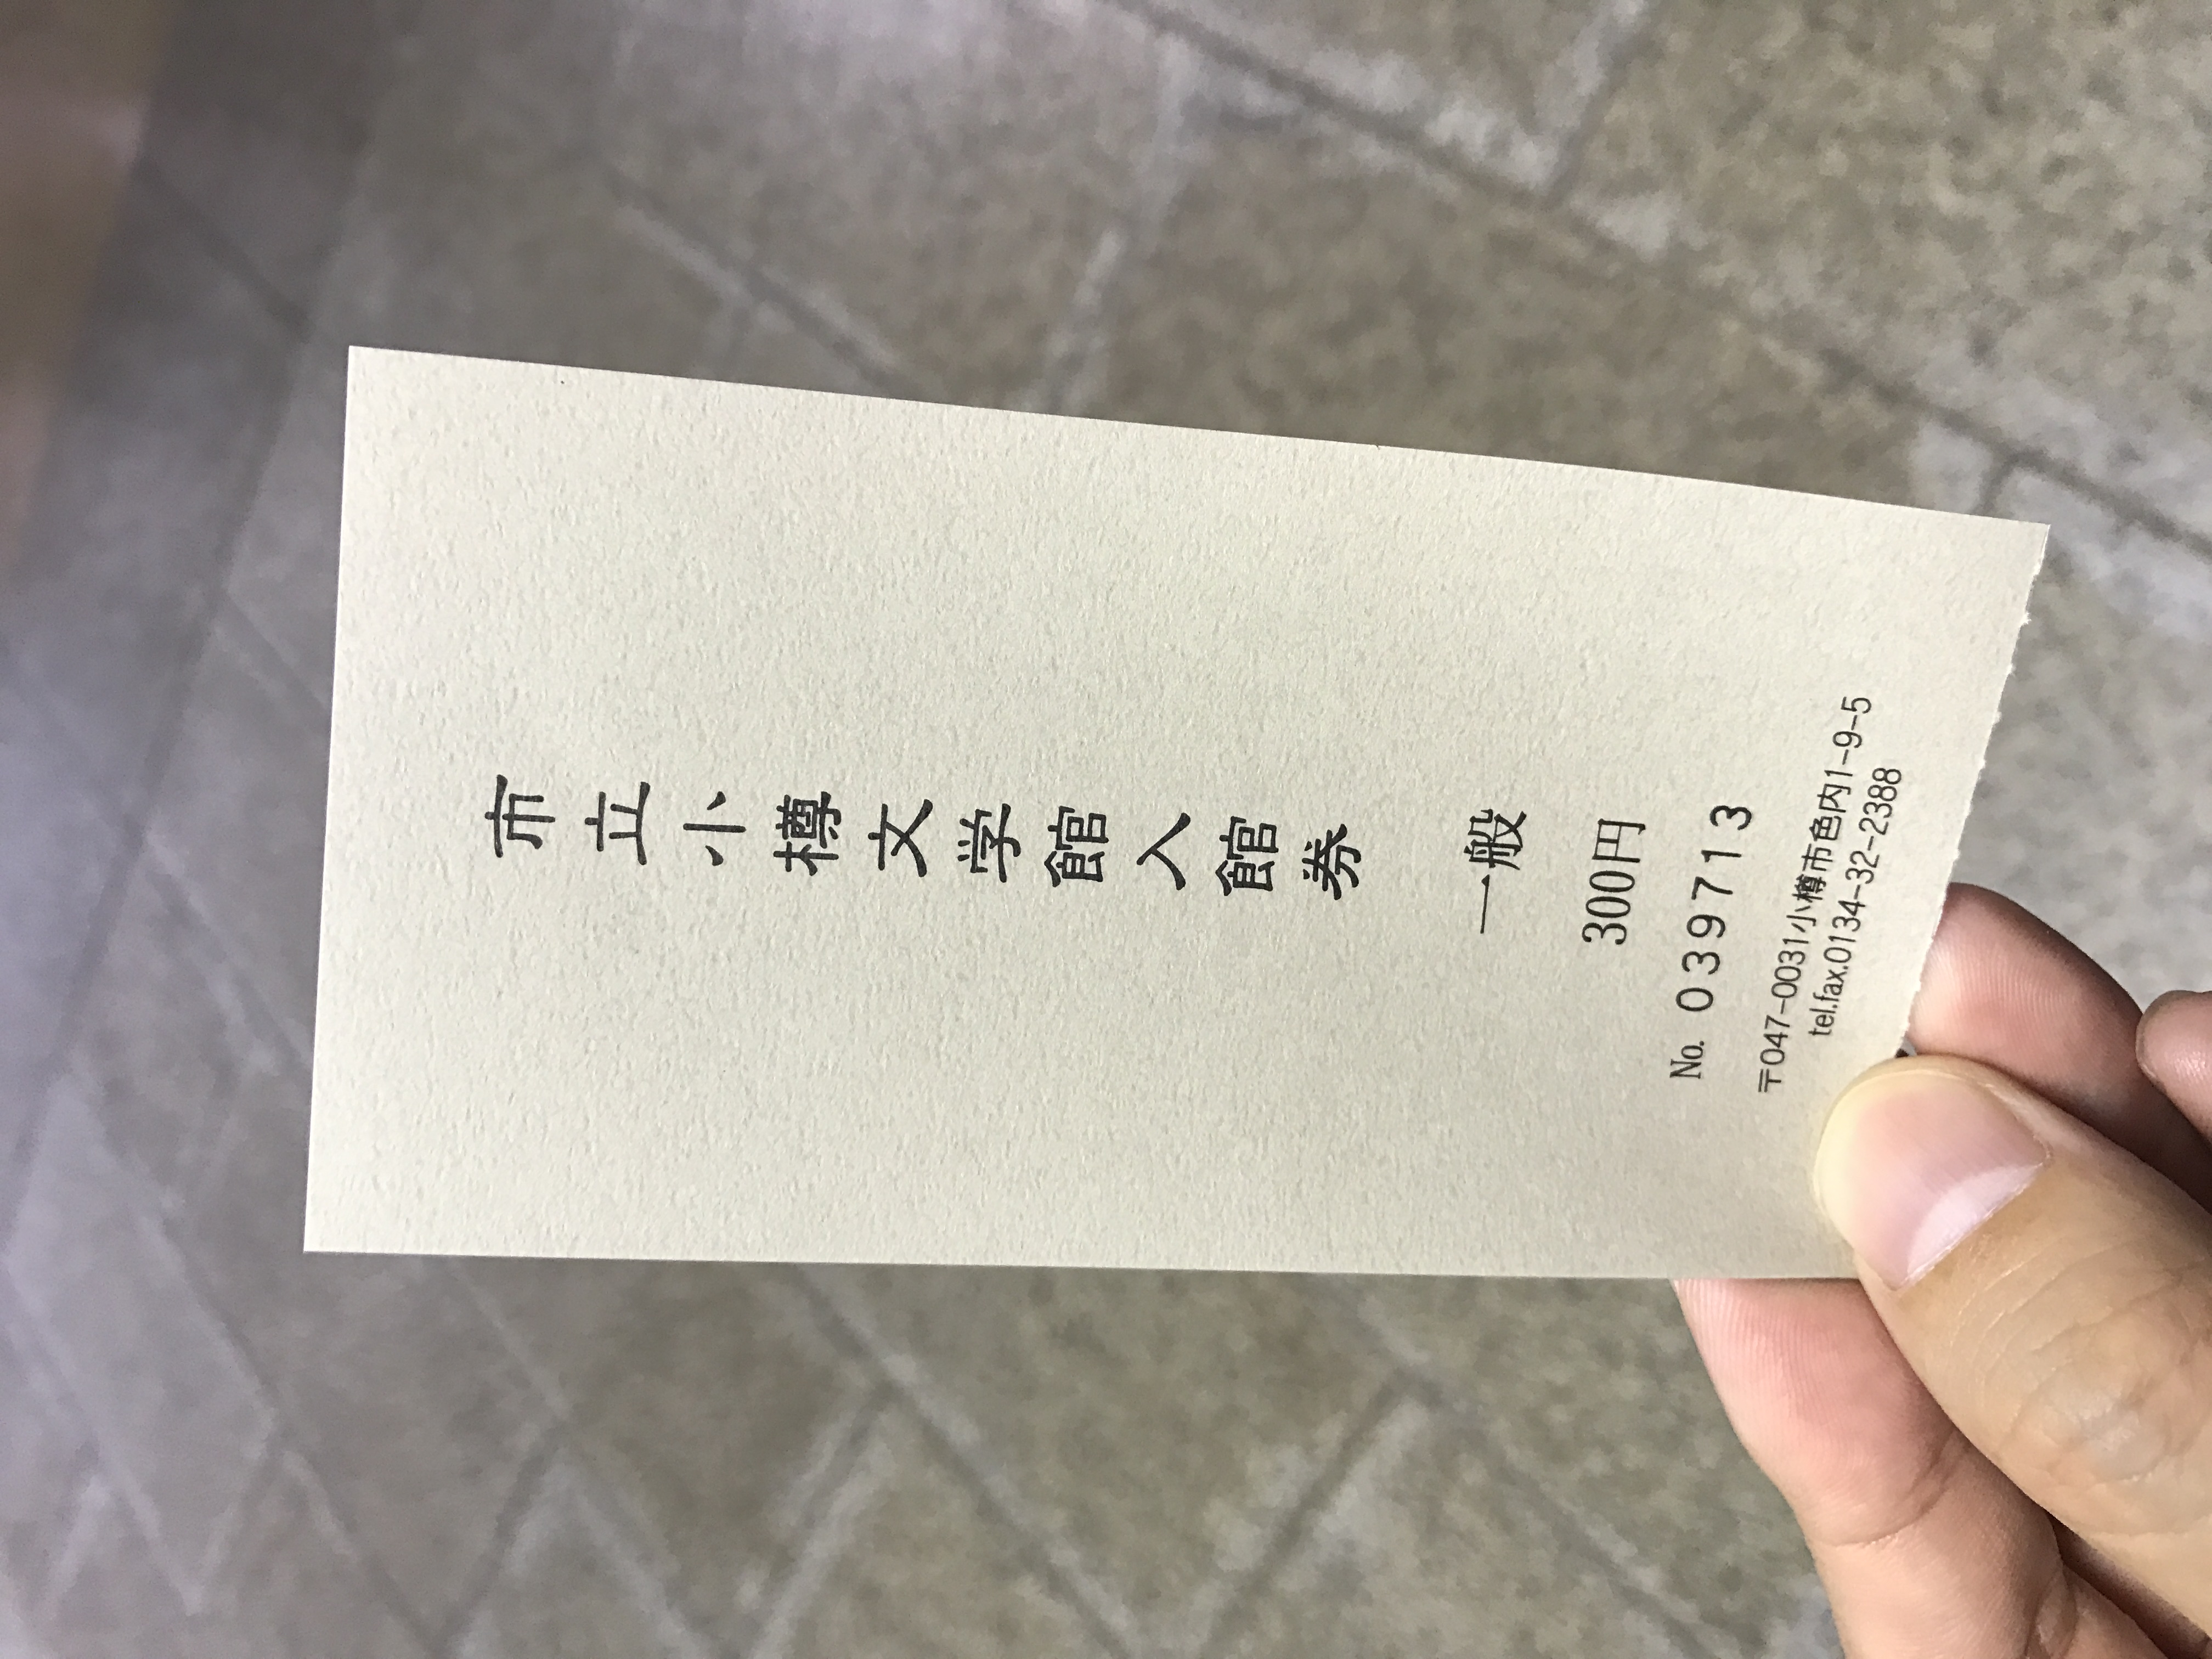 市立小樽文学館入館券
一般
300円
No. 039713
〒047-0031小樽市色内1-9-5
tel.fax.0134-32-2388